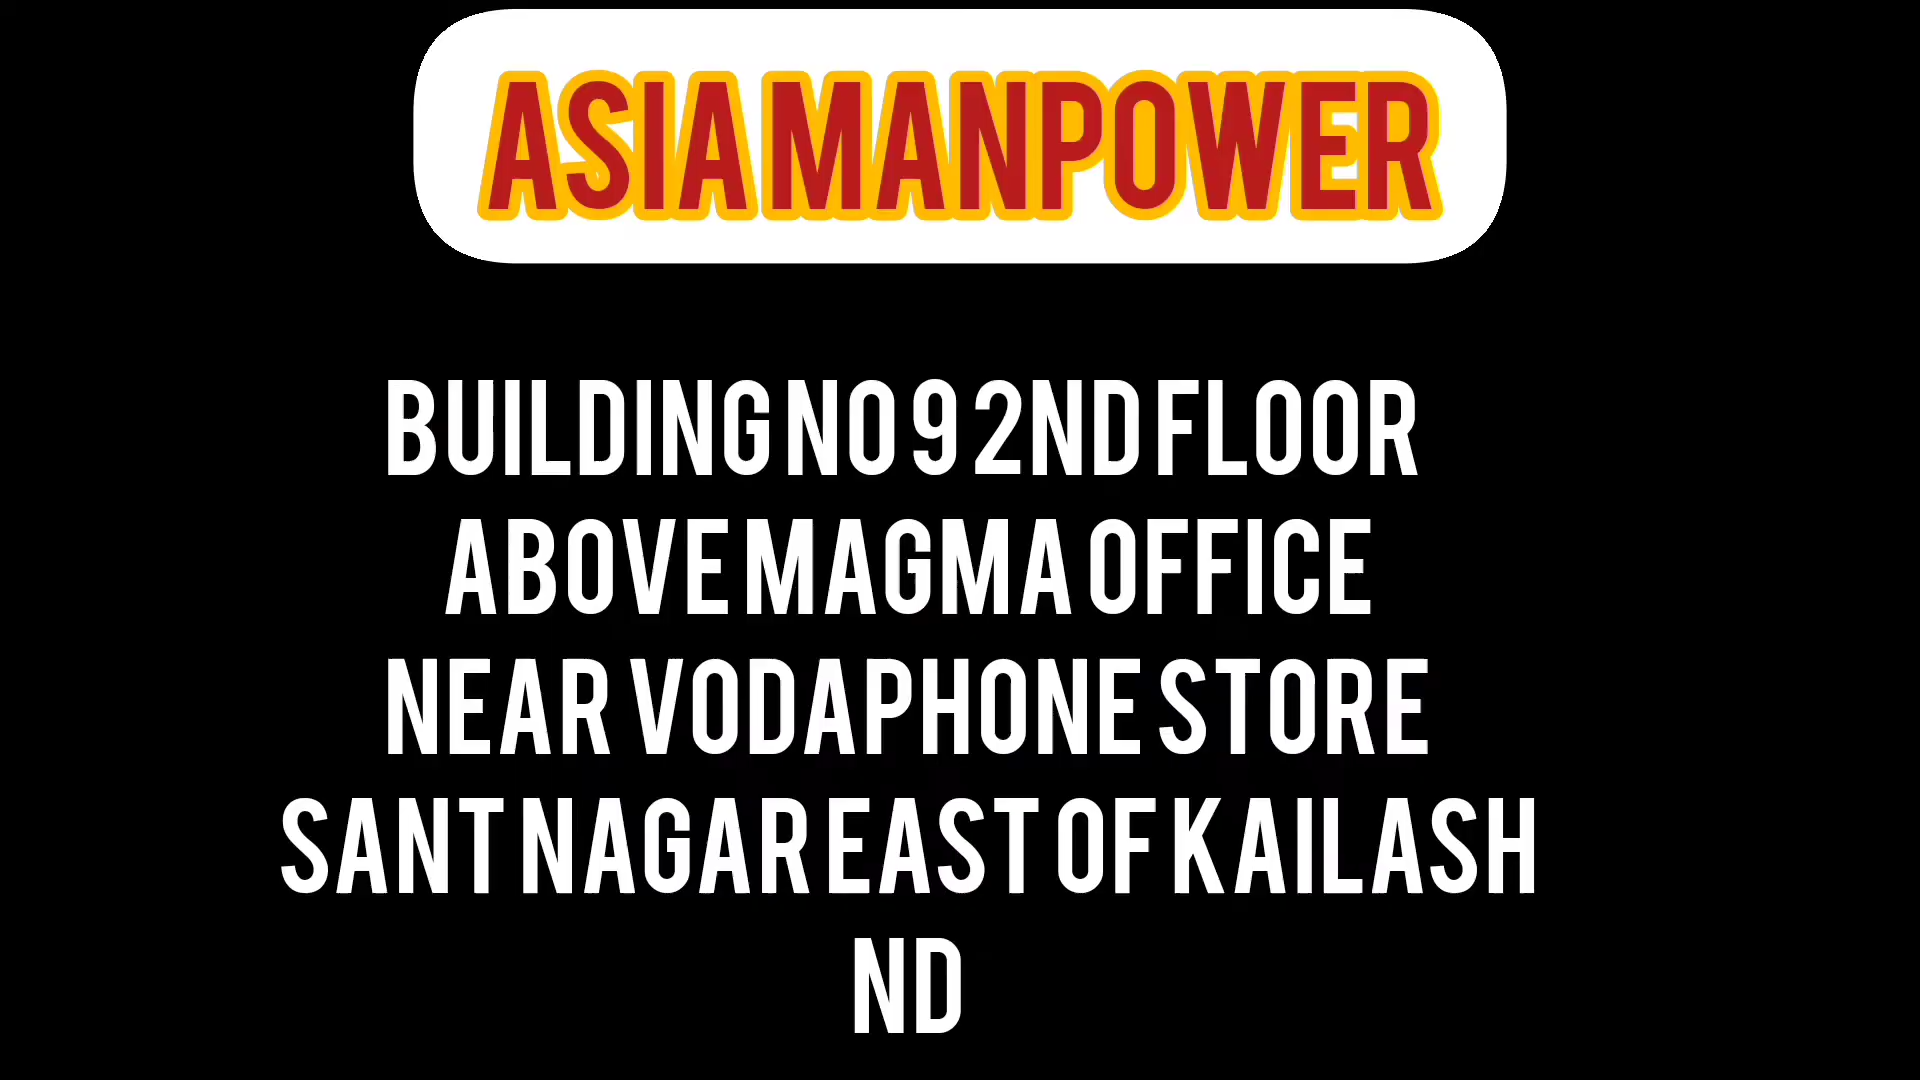 ASIA MANPOWER
BUILDING NO 9 2ND FLOOR
ABOVE MAGMA OFFICE
NEAR VODAPHONE STORE
SANT NAGAR EAST OF KAILASH
ND